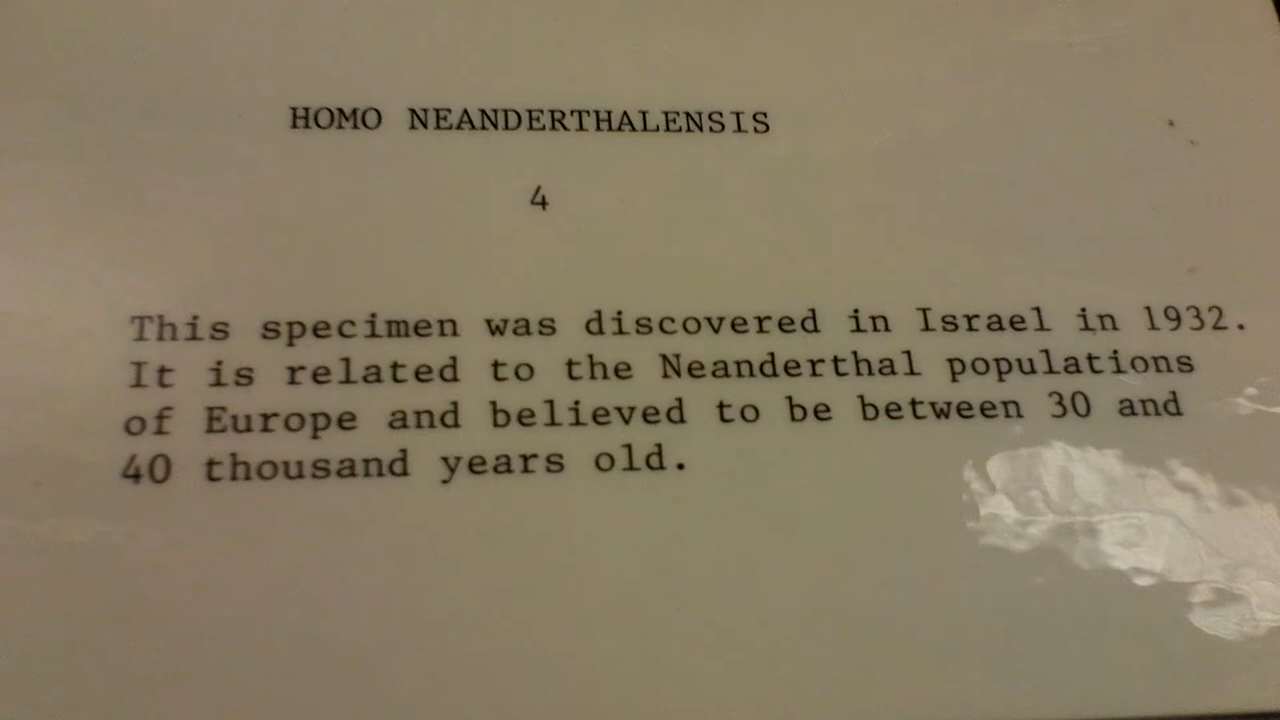 HOMO NEANDERTHALENSIS
4
This specimen was discovered in Israel in 1932.
It is related to the Neanderthal populations
of Europe and believed to be between 30 and
40 thousand years old.